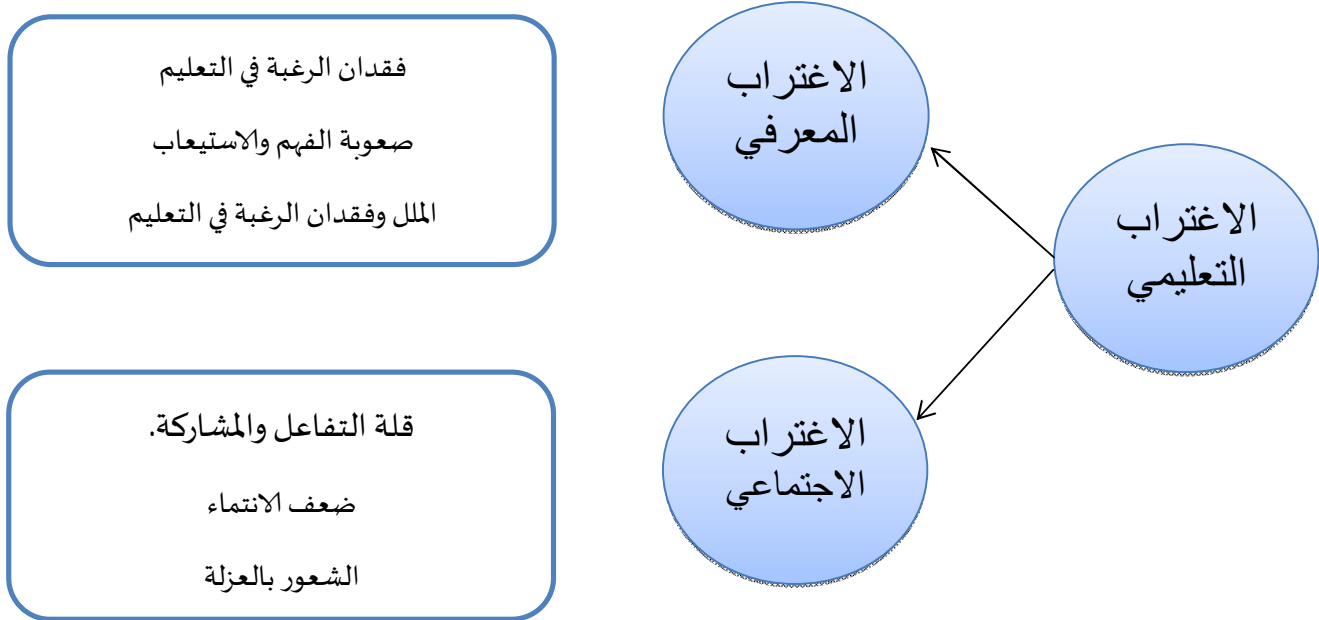 الاغتراب
التعليمي
الاغتراب
المعرفي
فقدان الرغبة في التعليم
صعوبة الفهم والاستيعاب
الملل وفقدان الرغبة في التعليم
الاغتراب
الاجتماعي
قلة التفاعل والمشاركة.
ضعف الانتماء
الشعور بالعزلة